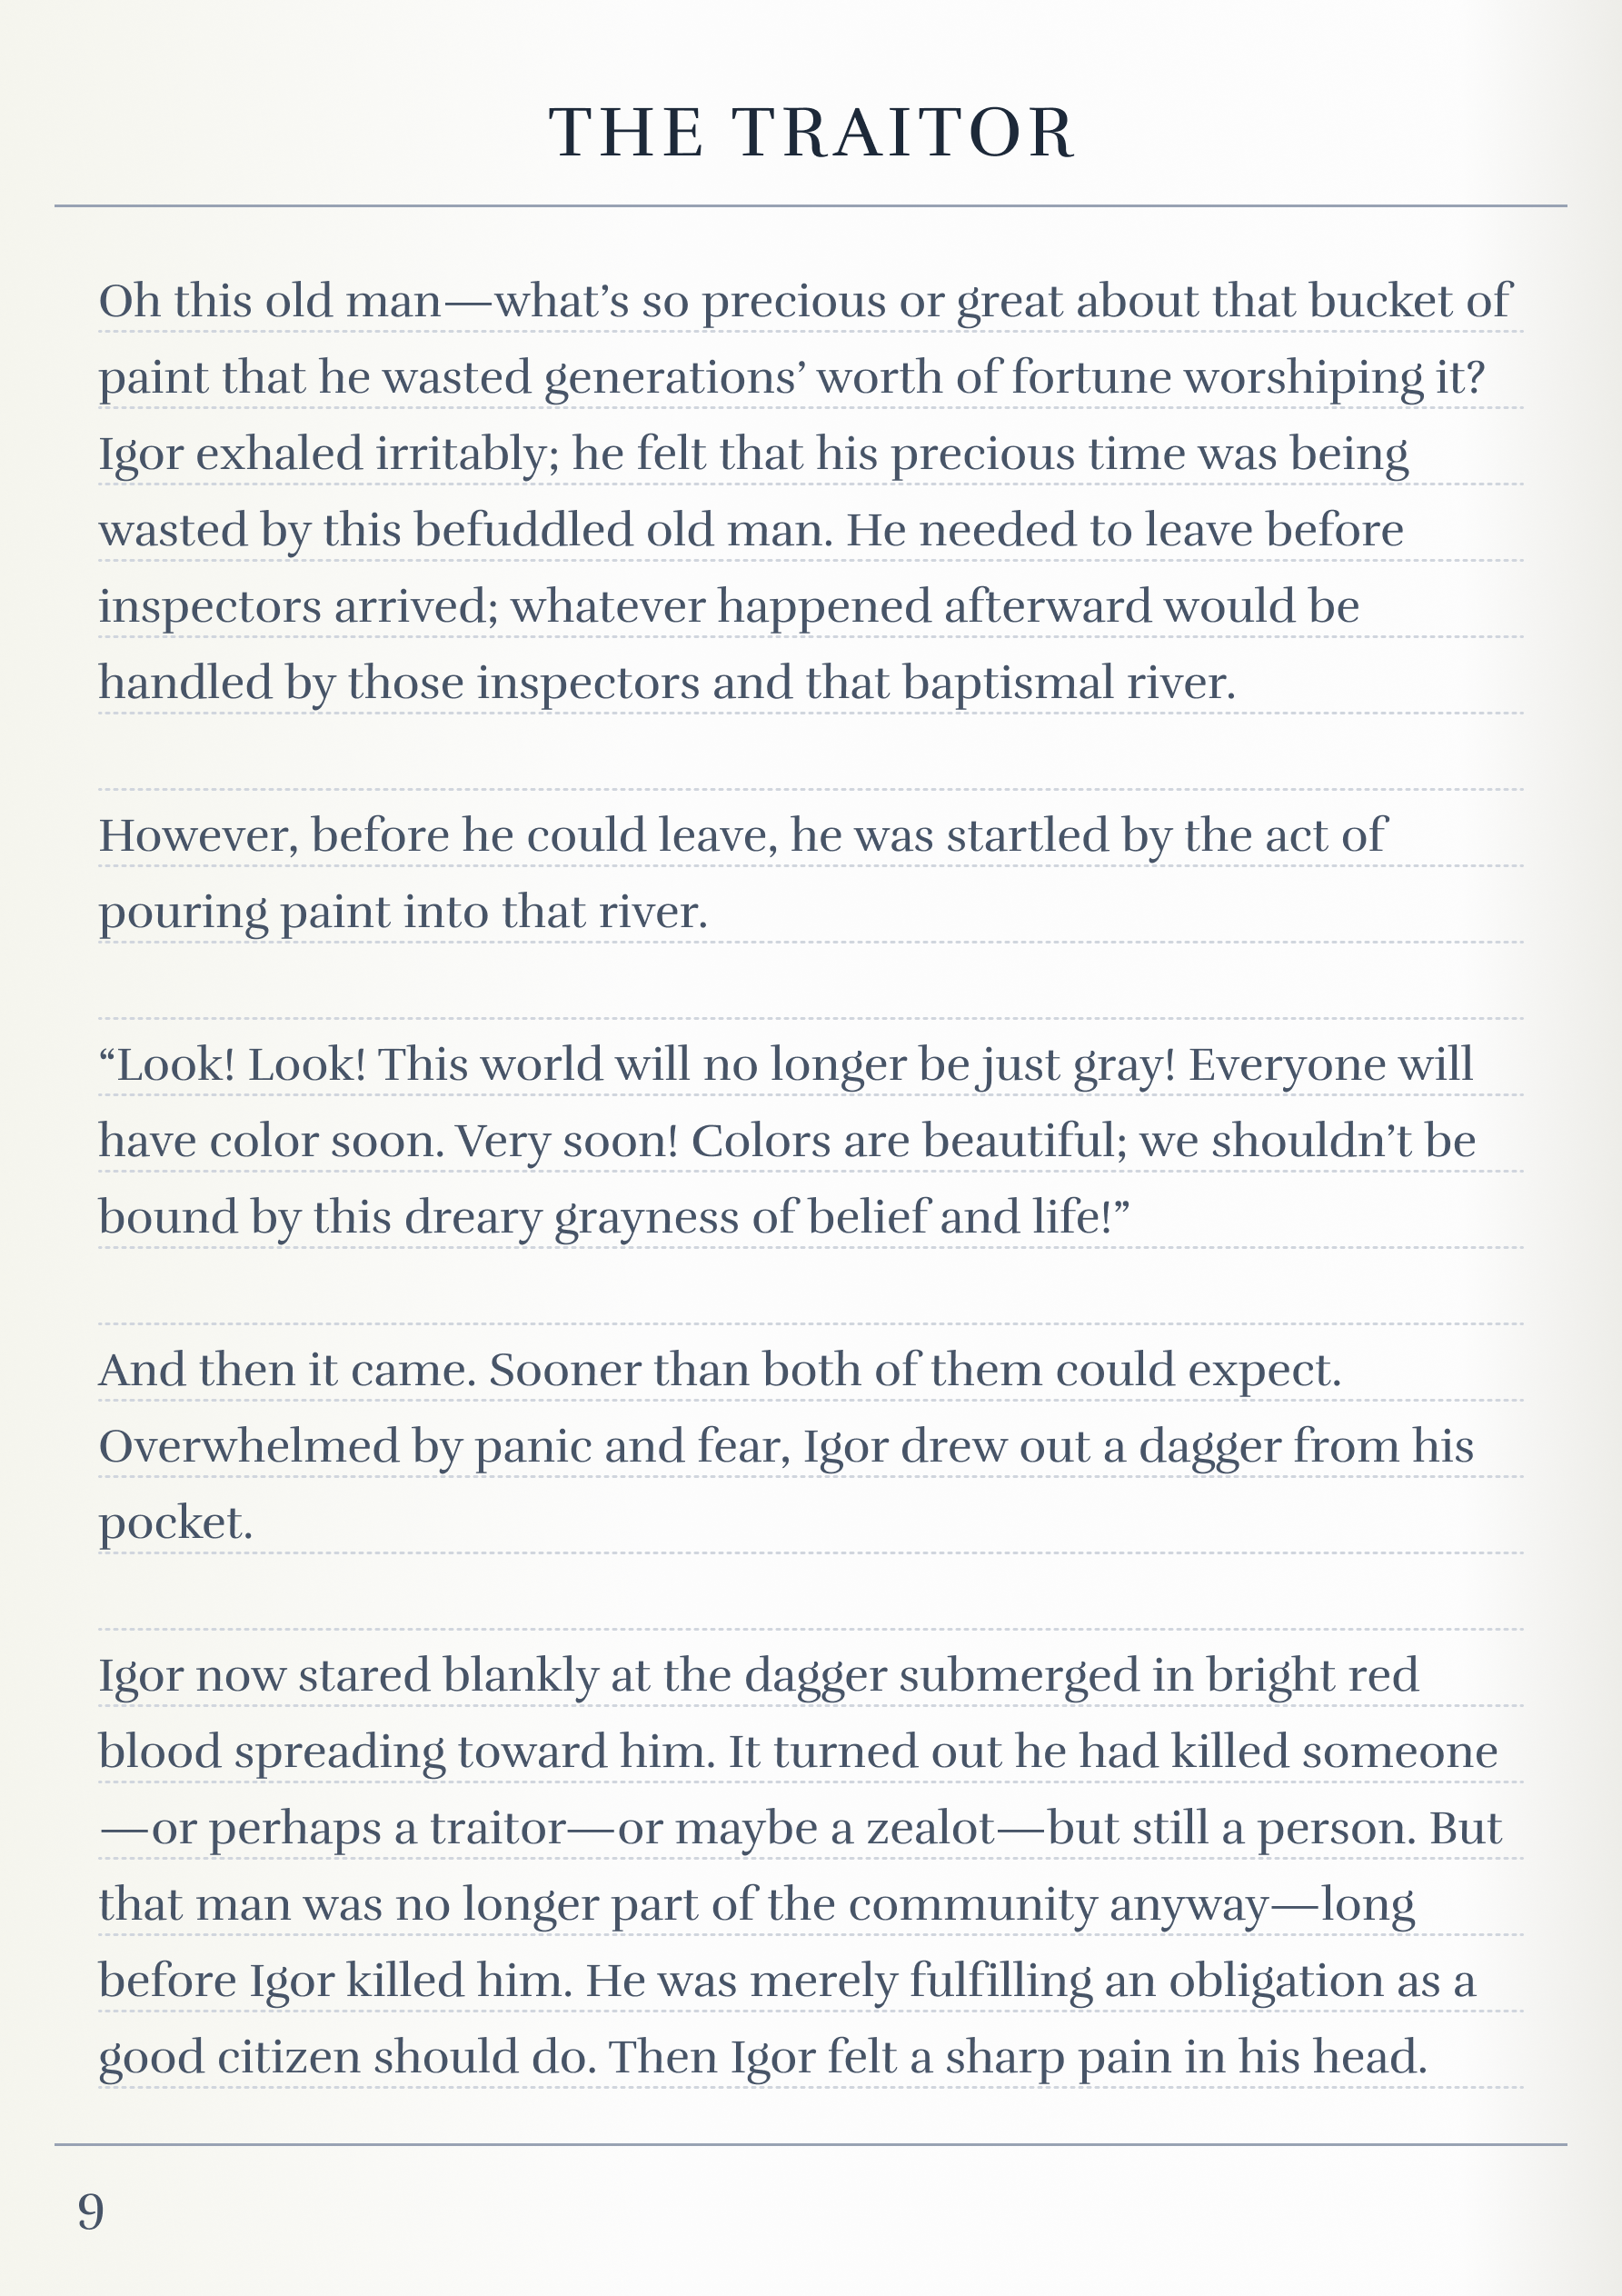 THE TRAITOR
Oh this old man—what’s so precious or great about that bucket of
paint that he wasted generations’ worth of fortune worshiping it?
Igor exhaled irritably; he felt that his precious time was being
wasted by this befuddled old man. He needed to leave before
inspectors arrived; whatever happened afterward would be
handled by those inspectors and that baptismal river.
However, before he could leave, he was startled by the act of
pouring paint into that river.
“Look! Look! This world will no longer be just gray! Everyone will
have color soon. Very soon! Colors are beautiful; we shouldn’t be
bound by this dreary grayness of belief and life!”
And then it came. Sooner than both of them could expect.
Overwhelmed by panic and fear, Igor drew out a dagger from his
pocket.
Igor now stared blankly at the dagger submerged in bright red
blood spreading toward him. It turned out he had killed someone
—or perhaps a traitor—or maybe a zealot—but still a person. But
that man was no longer part of the community anyway—long
before Igor killed him. He was merely fulfilling an obligation as a
good citizen should do. Then Igor felt a sharp pain in his head.
9